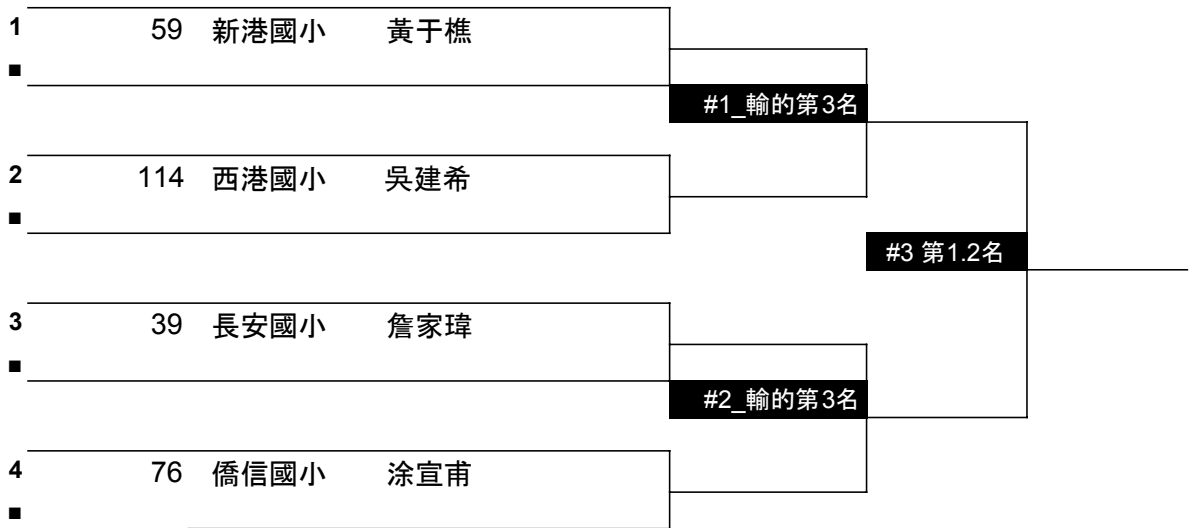 1 59 新港國小 黃于樵
■
#1_輸的第3名
2 114 西港國小 吳建希
■
#3 第1.2名
3 39 長安國小 詹家瑋
■
#2_輸的第3名
4 76 僑信國小 涂宣甫
■